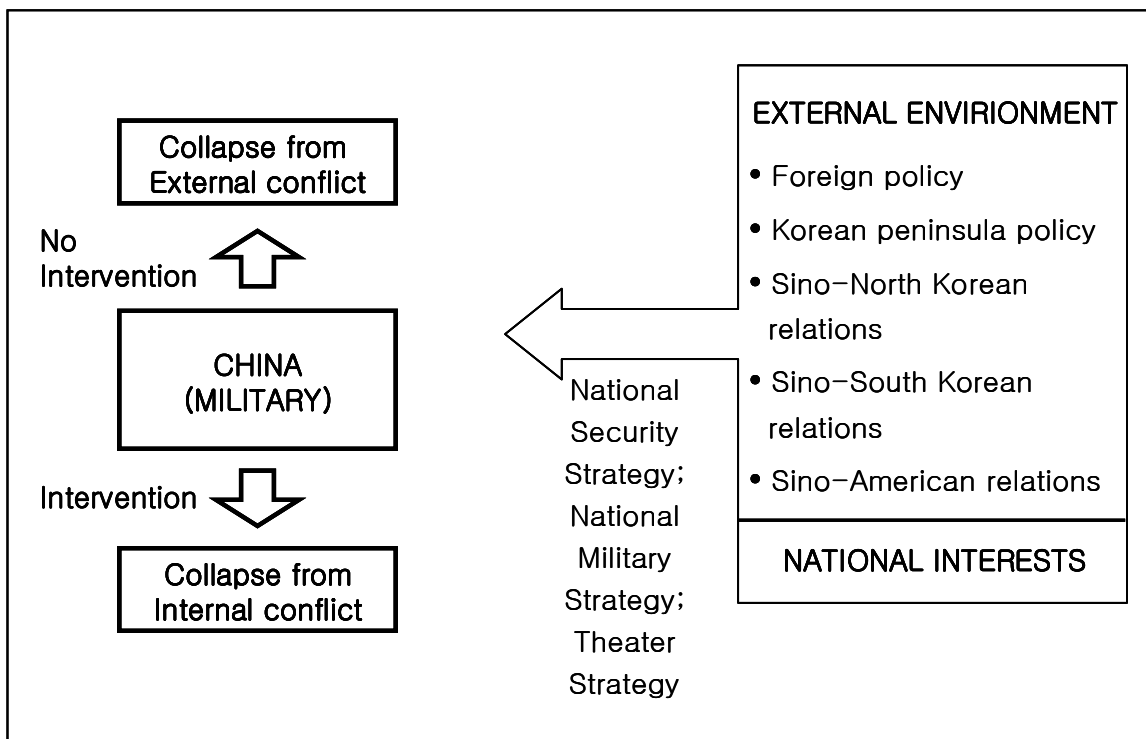 Collapse from
External conflict
No
Intervention
CHINA
(MILITARY)
Intervention
Collapse from
Internal conflict
National
Security
Strategy;
National
Military
Strategy;
Theater
Strategy
EXTERNAL ENVIRIONMENT
• Foreign policy
• Korean peninsula policy
• Sino-North Korean
relations
• Sino-South Korean
relations
• Sino-American relations
NATIONAL INTERESTS